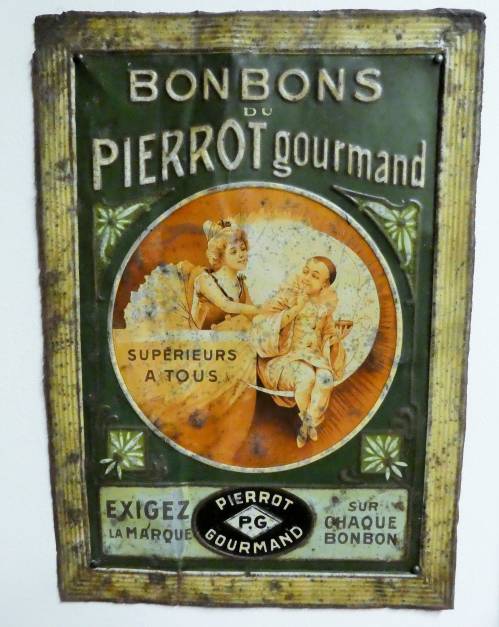 BONBONS
DU
PIERROT gourmand
SUPÉRIEURS
A TOUS
EXIGEZ
LA MARQUE
PIERROT
P.G.
GOURMAND
SUR
CHAQUE
BONBON